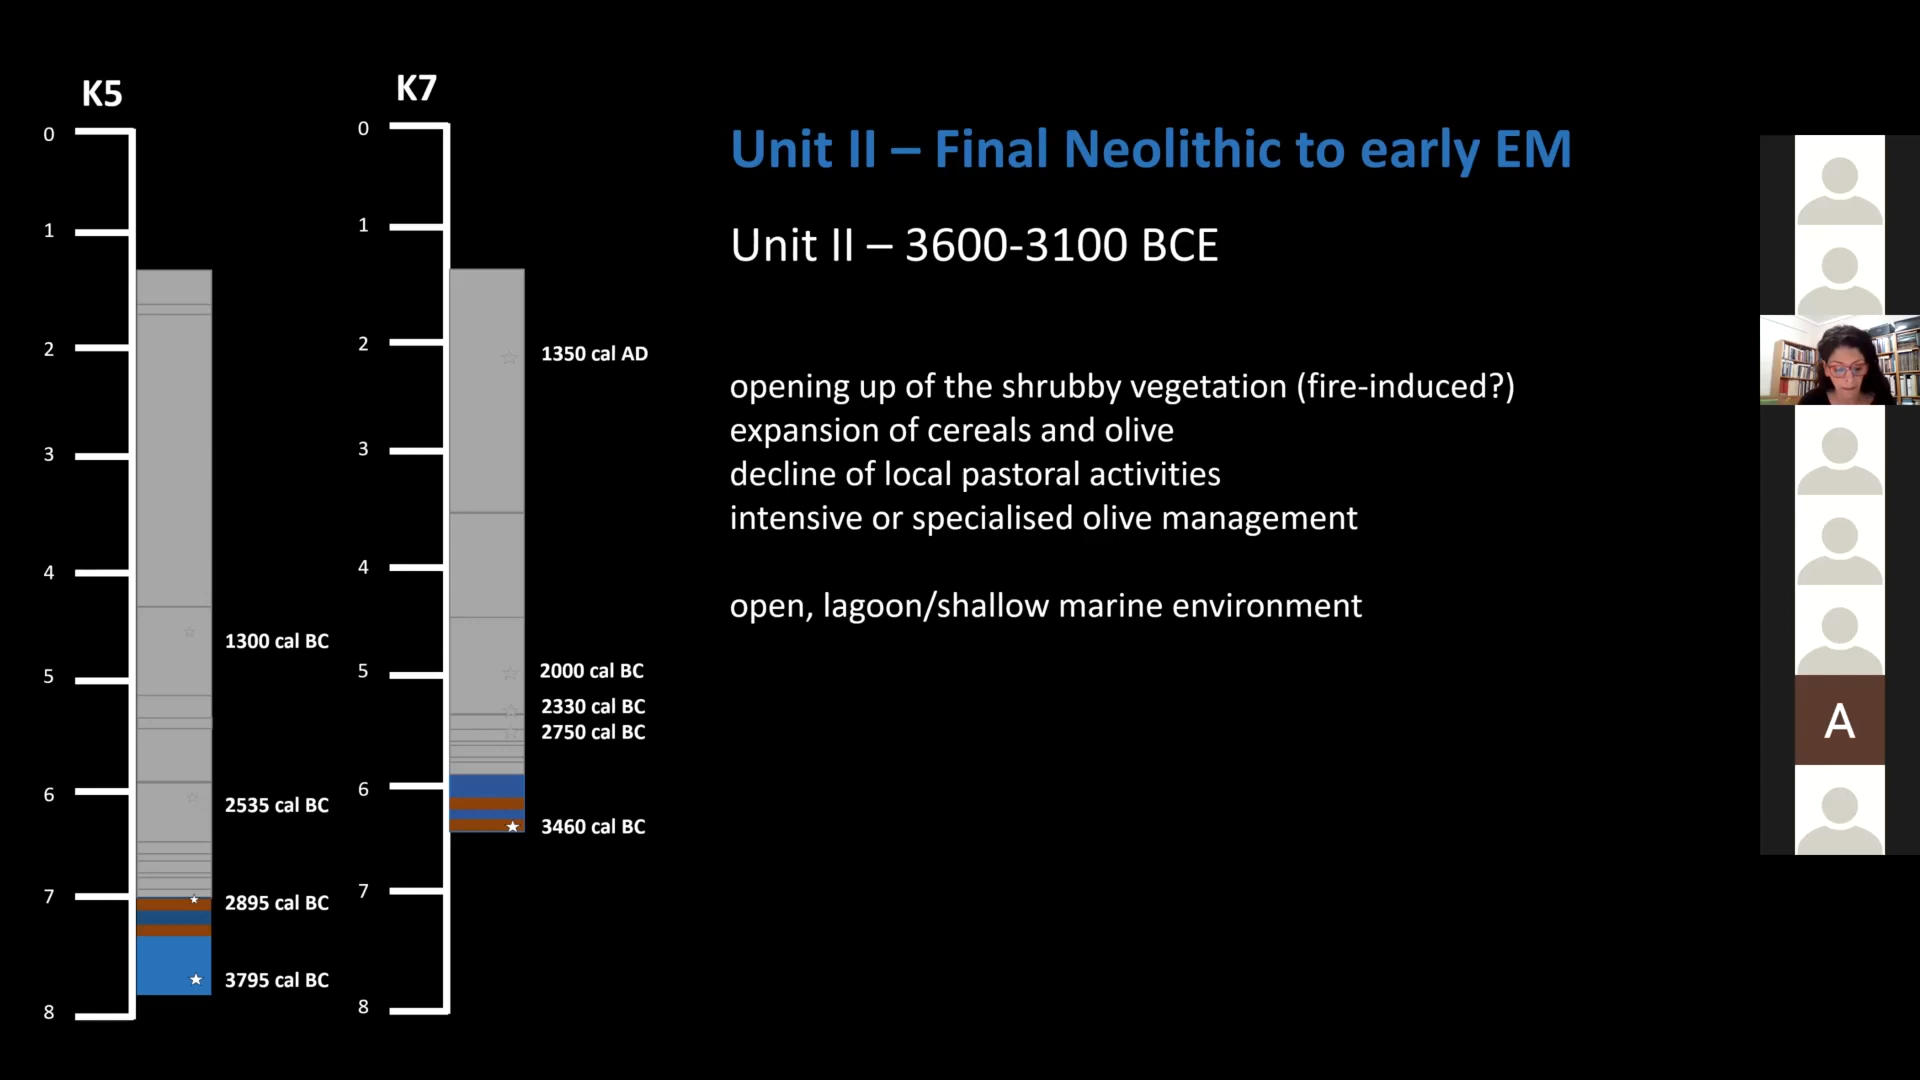 K5
0
1
2
3
4
5
6
7
8
1300 cal BC
2535 cal BC
2895 cal BC
3795 cal BC
K7
0
1
2
3
4
5
6
7
8
1350 cal AD
2000 cal BC
2330 cal BC
2750 cal BC
3460 cal BC
Unit II – Final Neolithic to early EM
Unit II – 3600-3100 BCE
opening up of the shrubby vegetation (fire-induced?)
expansion of cereals and olive
decline of local pastoral activities
intensive or specialised olive management
open, lagoon/shallow marine environment
A